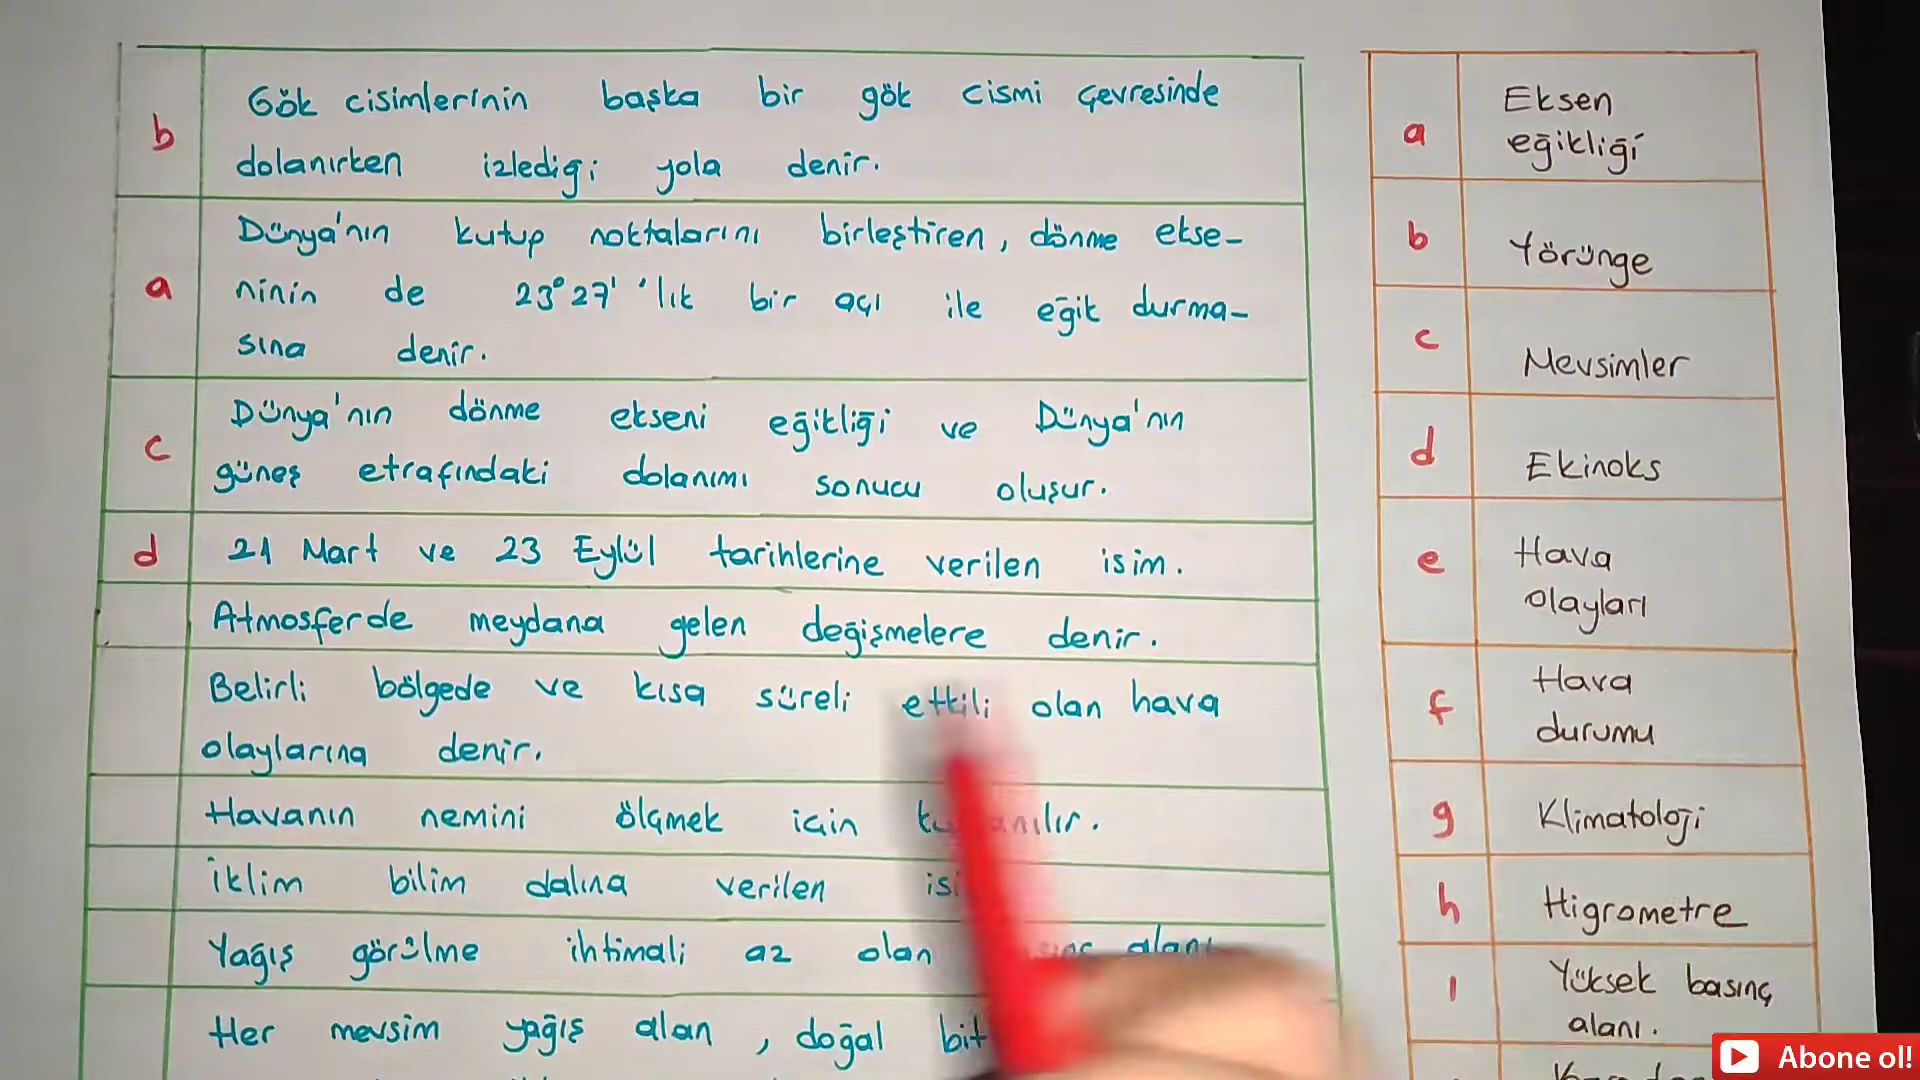 b
Gök cisimlerinin başka bir gök cismi çevresinde
dolanırken izlediği yola denir.
a
Dünya'nın kutup noktalarını birleştiren, dönme ekse-
ninin de 23°27' 'lık bir açı ile eğik durma-
sına denir.
c
Dünya'nın dönme ekseni eğikliği ve Dünya'nın
güneş etrafındaki dolanımı sonucu oluşur.
d
21 Mart ve 23 Eylül tarihlerine verilen isim.
Atmosferde meydana gelen değişmelere denir.
Belirli bölgede ve kısa süreli etkili olan hava
olaylarına denir.
Havanın nemini ölçmek için
İklim bilim dalına verilen
Yağış görülme ihtimali az olan alanı
Her mevsim yağış alan, doğal
a
Eksen
eğikliği
b
Yörünge
c
Mevsimler
d
Ekinoks
e
Hava
olayları
f
Hava
durumu
g
Klimatoloji
h
Higrometre
ı
Yüksek basınç
alanı.
Abone ol!